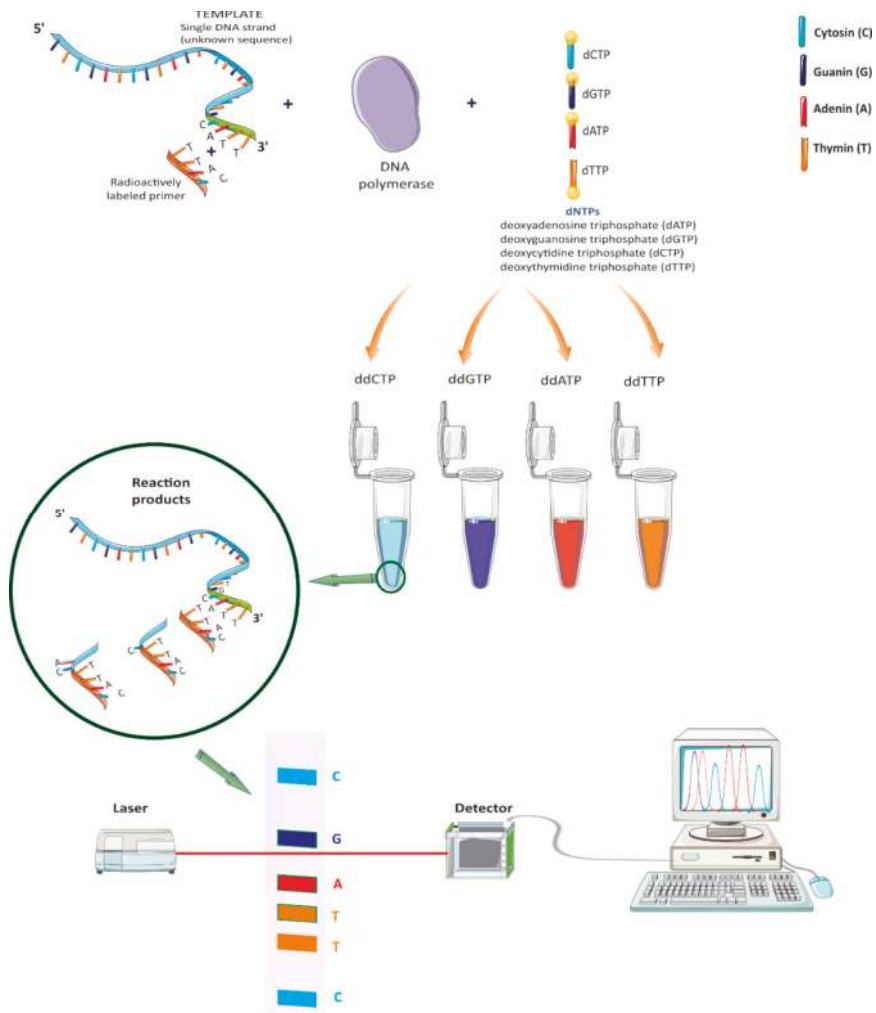 TEMPLATE
Single DNA strand
(unknown sequence)
5'
3'
C
A
T
T
T
T
A
C
Radioactively
labeled primer
+
+
+
DNA
polymerase
dCTP
dGTP
dATP
dTTP
dNTPs
deoxyadenosine triphosphate (dATP)
deoxyguanosine triphosphate (dGTP)
deoxycytidine triphosphate (dCTP)
deoxythymidine triphosphate (dTTP)
Cytosin (C)
Guanin (G)
Adenin (A)
Thymin (T)
ddCTP
ddGTP
ddATP
ddTTP
Reaction
products
5'
T
G
C
A
T
T
3'
T
T
A
C
C
T
T
A
C
A
C
T
T
A
C
Laser
Detector
C
G
A
T
T
C